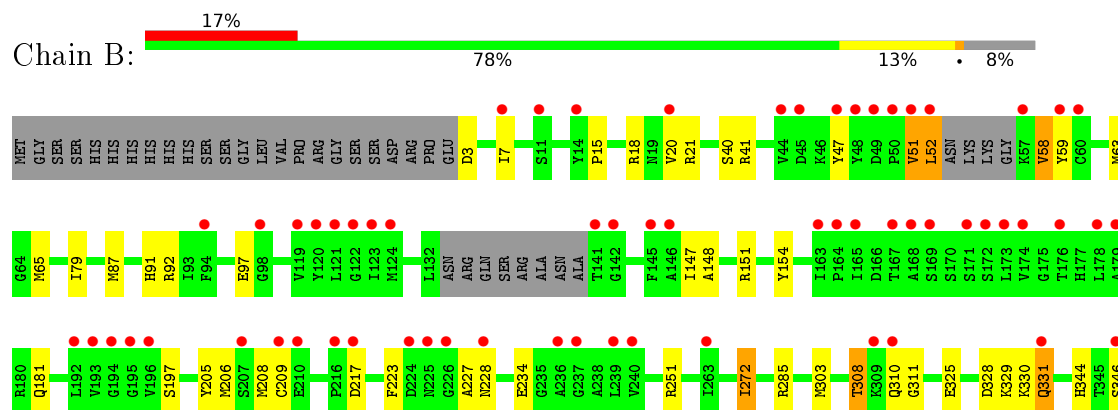 17%
Chain B:
78% 13% • 8%
MET GLY SER SER HIS HIS HIS HIS HIS HIS SER SER GLY LEU VAL PRO ARG GLY SER SER ASP ARG PRO GLU D3 I7 S11 Y14 P15 R18 N19 V20 R21 S40 R41 V44 D45 K46 Y47 Y48 D49 P50 V51 L52 ASN LYS LYS GLY K57 V58 Y59 C60 M63
G64 M65 I79 M87 H91 R92 I93 F94 E97 G98 V119 Y120 L121 G122 I123 M124 L132 ASN ARG GLN SER ARG ALA ASN ALA T141 G142 F145 A146 I147 A148 R151 Y154 I163 P164 I165 D166 T167 A168 S169 S170 S171 S172 L173 V174 G175 T176 H177 L178 A179
R180 Q181 L192 V193 G194 G195 V196 S197 Y205 M206 S207 M208 C209 E210 P216 D217 F223 D224 N225 G226 A227 N228 E234 G235 A236 G237 A238 L239 V240 R251 I263 I272 R285 M303 T308 K309 Q310 G311 E325 D328 K329 K330 Q331 H344 T345